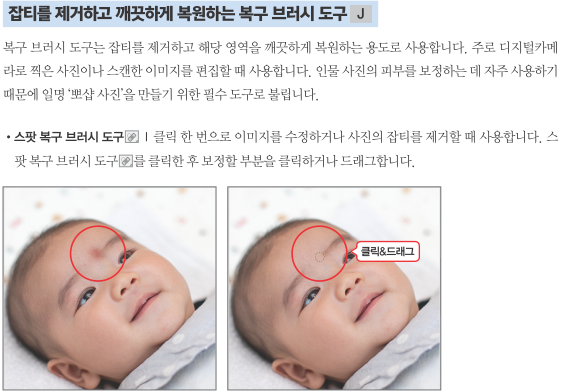 잡티를 제거하고 깨끗하게 복원하는 복구 브러시 도구 J
복구 브러시 도구는 잡티를 제거하고 해당 영역을 깨끗하게 복원하는 용도로 사용합니다. 주로 디지털카메
라로 찍은 사진이나 스캔한 이미지를 편집할 때 사용합니다. 인물 사진의 피부를 보정하는 데 자주 사용하기
때문에 일명 ‘뽀샵 사진’을 만들기 위한 필수 도구로 불립니다.
• 스팟 복구 브러시 도구 | 클릭 한 번으로 이미지를 수정하거나 사진의 잡티를 제거할 때 사용합니다. 스
팟 복구 브러시 도구를 클릭한 후 보정할 부분을 클릭하거나 드래그합니다.
클릭&드래그